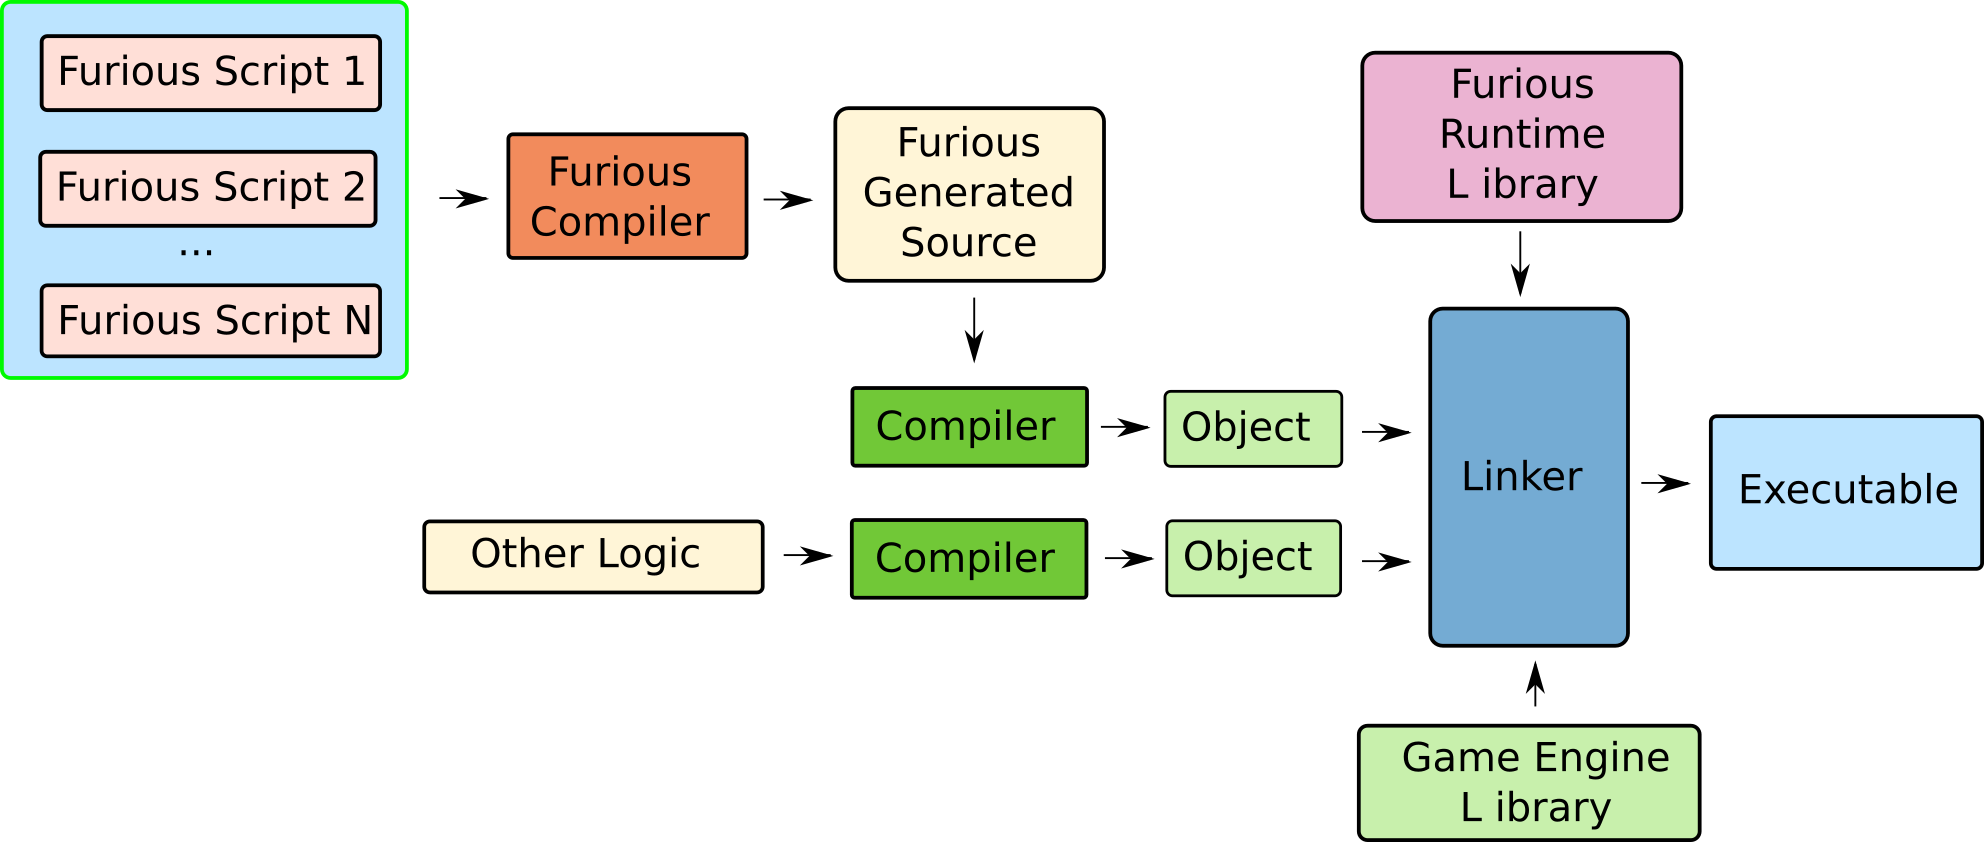 Furious Script 1
Furious Script 2
...
Furious Script N
Furious
Compiler
Furious
Generated
Source
Furious
Runtime
L ibrary
Compiler
Object
Linker
Executable
Other Logic
Compiler
Object
Game Engine
L ibrary